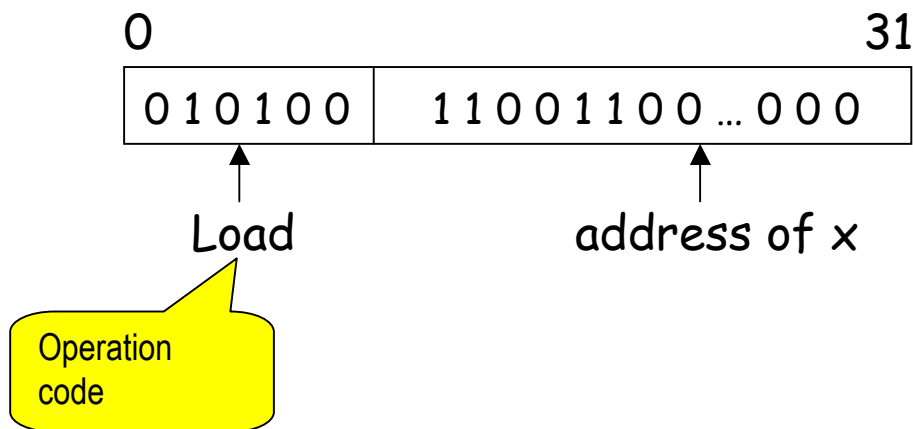 0 31
0 1 0 1 0 0 1 1 0 0 1 1 0 0 ... 0 0 0
Load address of x
Operation
code